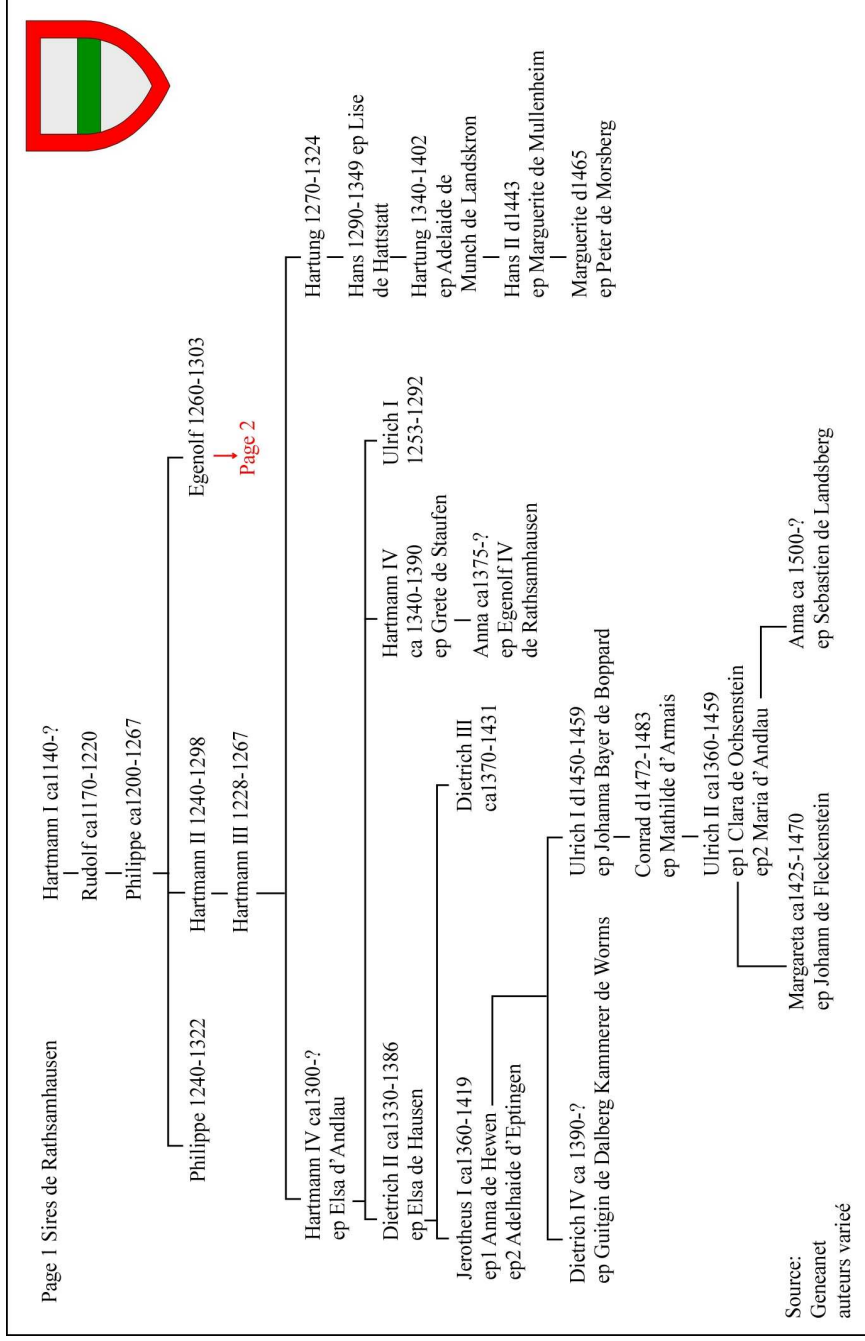 Page 1 Sires de Rathsamhausen
Hartmann I ca1140-?
Rudolf ca1170-1220
Philippe ca1200-1267
Philippe 1240-1322
Hartmann II 1240-1298
Egenolf 1260-1303
Page 2
Hartmann III 1228-1267
Hartmann IV ca1300-?
ep Elsa d'Andlau
Hartung 1270-1324
Hans 1290-1349 ep Lise
de Hattstatt
Hartung 1340-1402
ep Adelaide de
Munch de Landskron
Hans II d1443
ep Marguerite de Mullenheim
Marguerite d1465
ep Peter de Morsberg
Dietrich II ca1330-1386
ep Elsa de Hausen
Hartmann IV
ca 1340-1390
ep Grete de Staufen
Anna ca1375-?
ep Egenolf IV
de Rathsamhausen
Ulrich I
1253-1292
Jerotheus I ca1360-1419
ep1 Anna de Hewen
ep2 Adelhaide d'Eptingen
Dietrich III
ca1370-1431
Dietrich IV ca 1390-?
ep Guitgin de Dalberg Kammerer de Worms
Ulrich I d1450-1459
ep Johanna Bayer de Boppard
Conrad d1472-1483
ep Mathilde d'Armais
Ulrich II ca1360-1459
ep1 Clara de Ochsenstein
ep2 Maria d'Andlau
Margareta ca1425-1470
ep Johann de Fleckenstein
Anna ca 1500-?
ep Sebastien de Landsberg
Source:
Geneanet
auteurs varieé